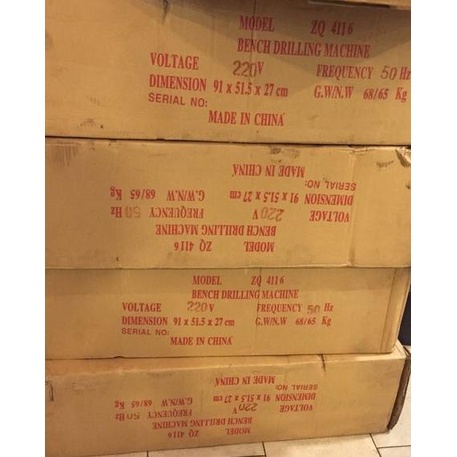 MODEL ZQ 4116
BENCH DRILLING MACHINE
VOLTAGE 220V FREQUENCY 50 Hz
DIMENSION 91 x 51.5 x 27 cm G.W/N.W 68/65 Kg
SERIAL NO:
MADE IN CHINA
MODEL ZQ 4116
BENCH DRILLING MACHINE
VOLTAGE 220V FREQUENCY 50 Hz
DIMENSION 91 x 51.5 x 27 cm G.W/N.W 68/65 Kg
SERIAL NO:
MADE IN CHINA
MODEL ZQ 4116
BENCH DRILLING MACHINE
VOLTAGE 220V FREQUENCY 50 Hz
DIMENSION 91 x 51.5 x 27 cm G.W/N.W 68/65 Kg
SERIAL NO:
MADE IN CHINA
MODEL ZQ 4116
BENCH DRILLING MACHINE
VOLTAGE 220V FREQUENCY 50 Hz
DIMENSION 91 x 51.5 x 27 cm G.W/N.W 68/65 Kg
SERIAL NO:
MADE IN CHINA